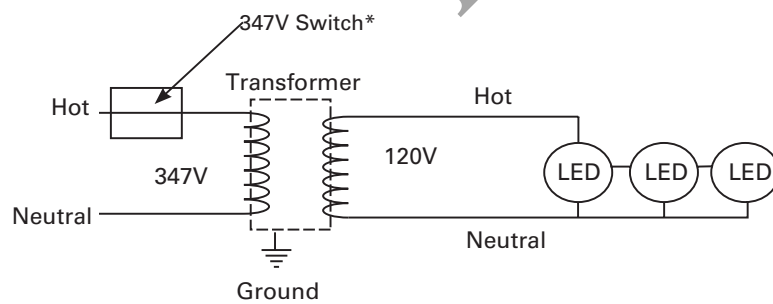 347V Switch*
Transformer
Hot
Hot
347V
120V
LED
LED
LED
Neutral
Neutral
Ground